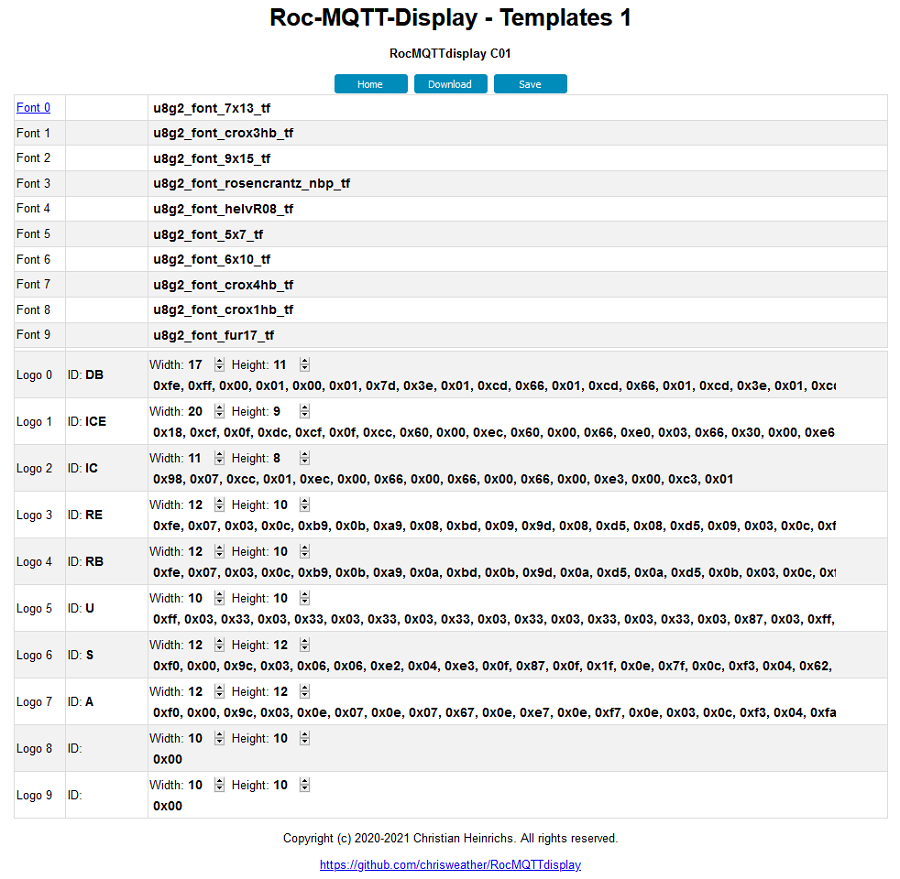 Roc-MQTT-Display - Templates 1
RocMQTTdisplay C01
Home Download Save
Font 0 u8g2_font_7x13_tf
Font 1 u8g2_font_crox3hb_tf
Font 2 u8g2_font_9x15_tf
Font 3 u8g2_font_rosencrantz_nbp_tf
Font 4 u8g2_font_helvR08_tf
Font 5 u8g2_font_5x7_tf
Font 6 u8g2_font_6x10_tf
Font 7 u8g2_font_crox4hb_tf
Font 8 u8g2_font_crox1hb_tf
Font 9 u8g2_font_fur17_tf
Logo 0 ID: DB Width: 17 Height: 11
0xfe, 0xff, 0x00, 0x01, 0x00, 0x01, 0x7d, 0x3e, 0x01, 0xcd, 0x66, 0x01, 0xcd, 0x66, 0x01, 0xcd, 0x3e, 0x01,
Logo 1 ID: ICE Width: 20 Height: 9
0x18, 0xcf, 0x0f, 0xdc, 0xcf, 0x0f, 0xcc, 0x60, 0x00, 0xec, 0x60, 0x00, 0x66, 0xe0, 0x03, 0x66, 0x30, 0x00, 0xe6
Logo 2 ID: IC Width: 11 Height: 8
0x98, 0x07, 0xcc, 0x01, 0xec, 0x00, 0x66, 0x00, 0x66, 0x00, 0x66, 0x00, 0xe3, 0x00, 0xc3, 0x01
Logo 3 ID: RE Width: 12 Height: 10
0xfe, 0x07, 0x03, 0x0c, 0xb9, 0x0b, 0xa9, 0x08, 0xbd, 0x09, 0x9d, 0x08, 0xd5, 0x08, 0xd5, 0x09, 0x03, 0x0c,
Logo 4 ID: RB Width: 12 Height: 10
0xfe, 0x07, 0x03, 0x0c, 0xb9, 0x0b, 0xa9, 0x0a, 0xbd, 0x0b, 0x9d, 0x0a, 0xd5, 0x0a, 0xd5, 0x0b, 0x03, 0x0c,
Logo 5 ID: U Width: 10 Height: 10
0xff, 0x03, 0x33, 0x03, 0x33, 0x03, 0x33, 0x03, 0x33, 0x03, 0x33, 0x03, 0x33, 0x03, 0x33, 0x03, 0x87, 0x03, 0xff,
Logo 6 ID: S Width: 12 Height: 12
0xf0, 0x00, 0x9c, 0x03, 0x06, 0x06, 0xe2, 0x04, 0xe3, 0x0f, 0x87, 0x0f, 0x1f, 0x0e, 0x7f, 0x0c, 0xf3, 0x04, 0x62,
Logo 7 ID: A Width: 12 Height: 12
0xf0, 0x00, 0x9c, 0x03, 0x0e, 0x07, 0x0e, 0x07, 0x67, 0x0e, 0xe7, 0x0e, 0xf7, 0x0e, 0x03, 0x0c, 0xf3, 0x04, 0xfa
Logo 8 ID: Width: 10 Height: 10
0x00
Logo 9 ID: Width: 10 Height: 10
0x00
Copyright (c) 2020-2021 Christian Heinrichs. All rights reserved.
https://github.com/chrisweather/RocMQTTdisplay